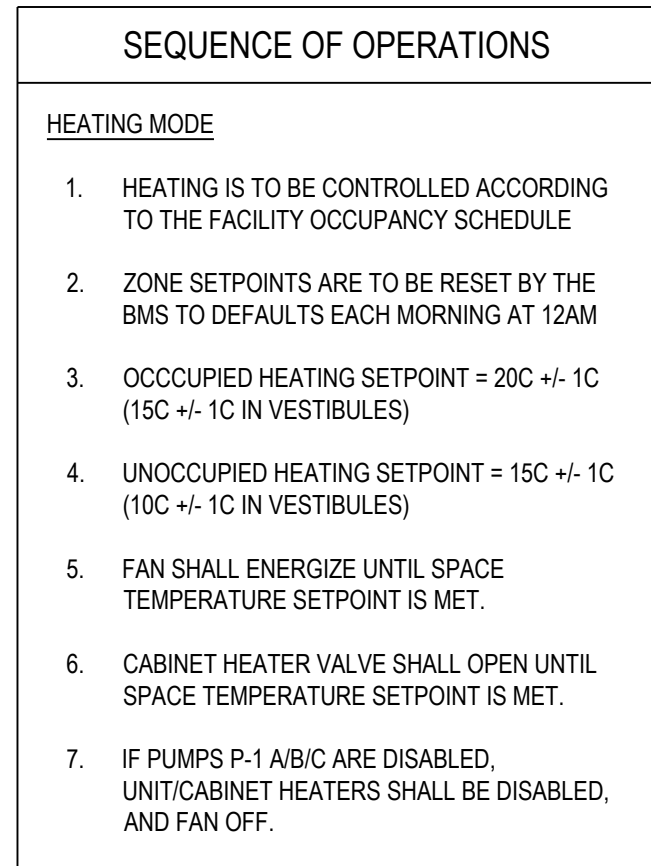 SEQUENCE OF OPERATIONS
HEATING MODE
1. HEATING IS TO BE CONTROLLED ACCORDING
TO THE FACILITY OCCUPANCY SCHEDULE
2. ZONE SETPOINTS ARE TO BE RESET BY THE
BMS TO DEFAULTS EACH MORNING AT 12AM
3. OCCCUPIED HEATING SETPOINT = 20C +/- 1C
(15C +/- 1C IN VESTIBULES)
4. UNOCCUPIED HEATING SETPOINT = 15C +/- 1C
(10C +/- 1C IN VESTIBULES)
5. FAN SHALL ENERGIZE UNTIL SPACE
TEMPERATURE SETPOINT IS MET.
6. CABINET HEATER VALVE SHALL OPEN UNTIL
SPACE TEMPERATURE SETPOINT IS MET.
7. IF PUMPS P-1 A/B/C ARE DISABLED,
UNIT/CABINET HEATERS SHALL BE DISABLED,
AND FAN OFF.